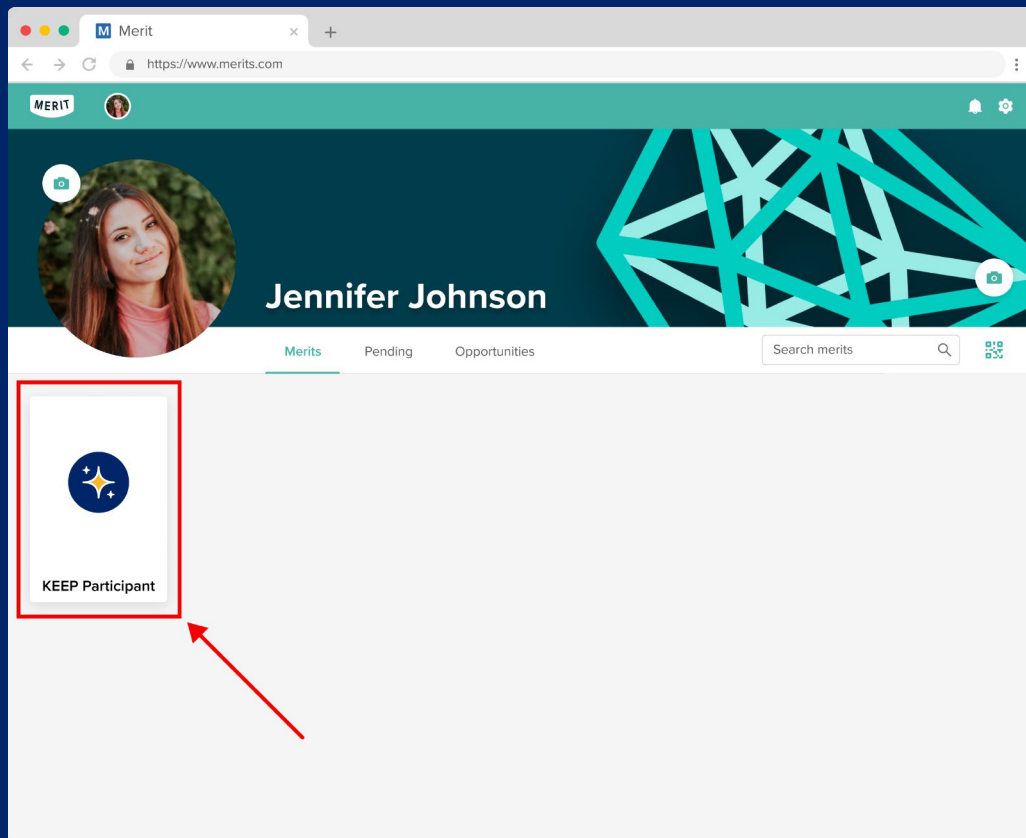 M Merit
https://www.merits.com
MERIT
Jennifer Johnson
Merits Pending Opportunities Search merits
KEEP Participant